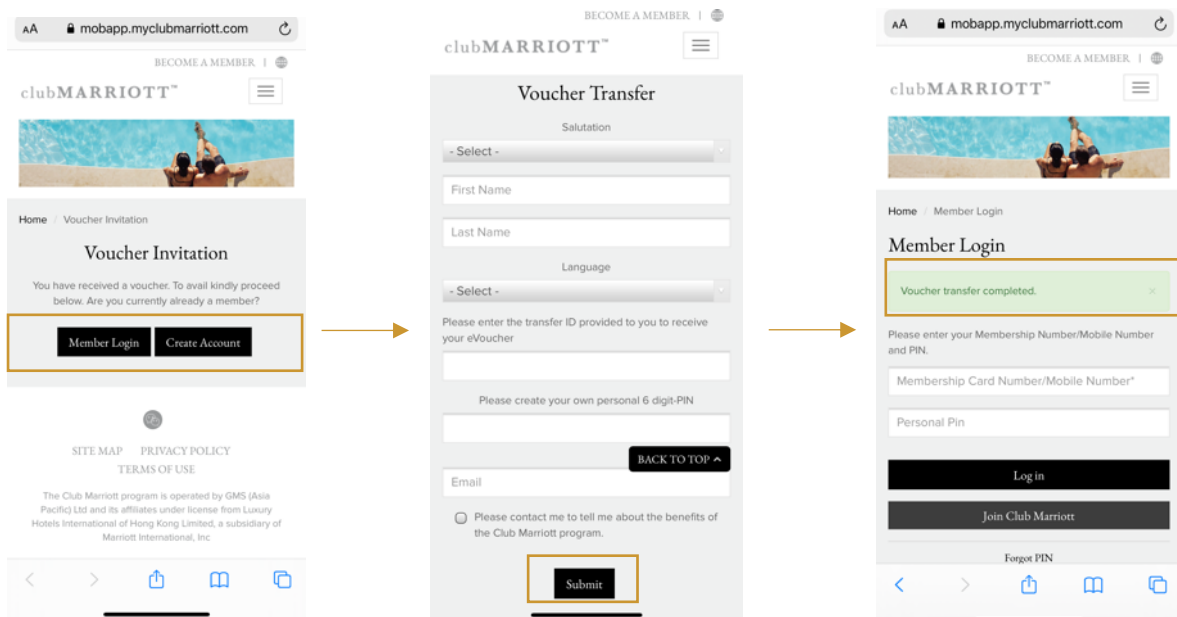 AA mobapp.myclubmarriott.com
BECOME A MEMBER |
clubMARRIOTT™
Home / Voucher Invitation
Voucher Invitation
You have received a voucher. To avail kindly proceed
below. Are you currently already a member?
Member Login Create Account
SITE MAP PRIVACY POLICY
TERMS OF USE
The Club Marriott program is operated by GMS (Asia
Pacific) Ltd and its affiliates under license from Luxury
Hotels International of Hong Kong Limited, a subsidiary of
Marriott International, Inc
BECOME A MEMBER |
clubMARRIOTT™
Voucher Transfer
Salutation
- Select -
First Name
Last Name
Language
- Select -
Please enter the transfer ID provided to you to receive
your eVoucher
Please create your own personal 6 digit-PIN
BACK TO TOP
Email
Please contact me to tell me about the benefits of
the Club Marriott program.
Submit
AA mobapp.myclubmarriott.com
BECOME A MEMBER |
clubMARRIOTT™
Home / Member Login
Member Login
Voucher transfer completed. ×
Please enter your Membership Number/Mobile Number
and PIN.
Membership Card Number/Mobile Number*
Personal Pin
Log in
Join Club Marriott
Forgot PIN